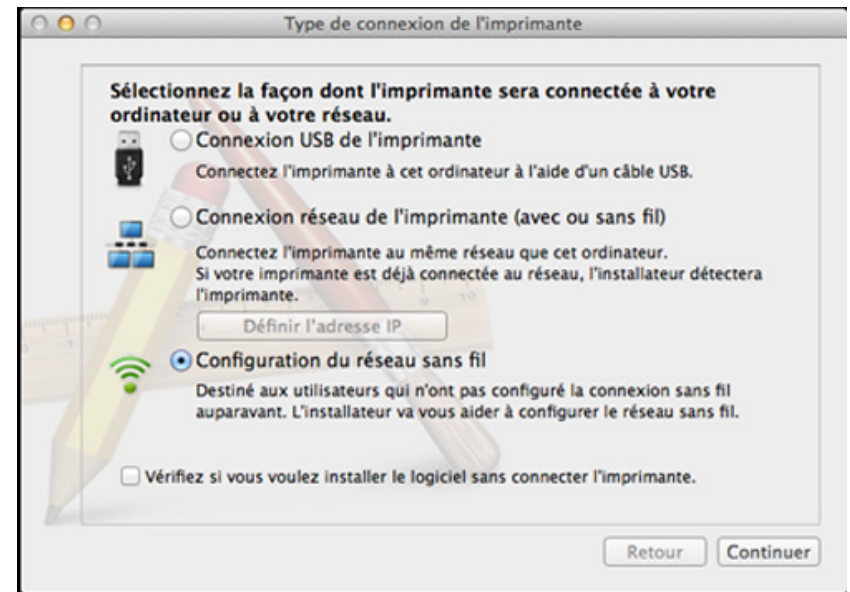 Type de connexion de l'imprimante
Sélectionnez la façon dont l'imprimante sera connectée à votre
ordinateur ou à votre réseau.
Connexion USB de l'imprimante
Connectez l'imprimante à cet ordinateur à l'aide d'un câble USB.
Connexion réseau de l'imprimante (avec ou sans fil)
Connectez l'imprimante au même réseau que cet ordinateur.
Si votre imprimante est déjà connectée au réseau, l'installateur détectera
l'imprimante.
Définir l'adresse IP
Configuration du réseau sans fil
Destiné aux utilisateurs qui n'ont pas configuré la connexion sans fil
auparavant. L'installateur va vous aider à configurer le réseau sans fil.
Vérifiez si vous voulez installer le logiciel sans connecter l'imprimante.
Retour
Continuer